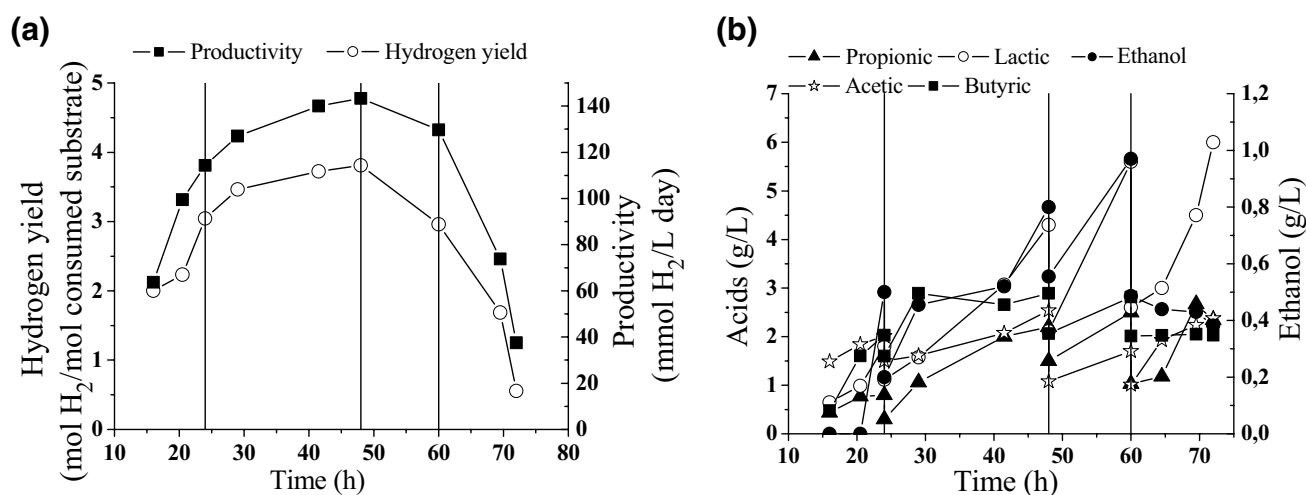 (a)
Productivity
Hydrogen yield
Hydrogen yield
(mol H₂/mol consumed substrate)
5
4
3
2
1
0
140
120
100
80
60
40
20
0
Productivity
(mmol H₂/L day)
10 20 30 40 50 60 70 80
Time (h)
(b)
Propionic
Lactic
Ethanol
Acetic
Butyric
Acids (g/L)
7
6
5
4
3
2
1
0
1,2
1,0
0,8
0,6
0,4
0,2
0,0
Ethanol (g/L)
10 20 30 40 50 60 70
Time (h)